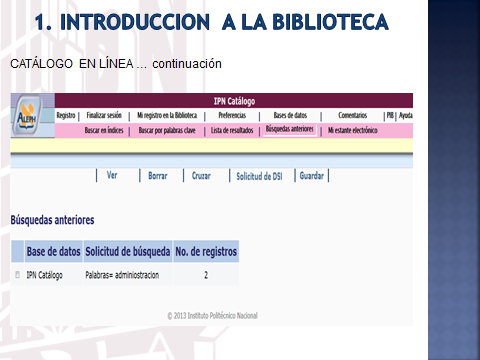 1. INTRODUCCION A LA BIBLIOTECA
CATÁLOGO EN LÍNEA ... continuación
IPN Catálogo
ALEPH
Registro | Finalizar sesión | Mi registro en la Biblioteca | Preferencias | Bases de datos | Comentarios | PIB | Ayuda
Buscar en índices | Buscar por palabras clave | Lista de resultados | Búsquedas anteriores | Mi estante electrónico
| Ver | Borrar | Cruzar | Solicitud de DSI | Guardar |
Búsquedas anteriores
Base de datos Solicitud de búsqueda No. de registros
IPN Catálogo Palabras= adminiostracion 2
© 2013 Instituto Politécnico Nacional